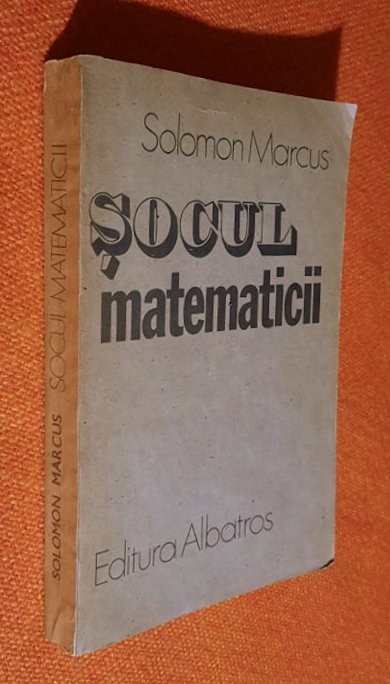 Solomon Marcus
ȘOCUL
matematicii
Editura Albatros
SOLOMON MARCUS ȘOCUL MATEMATICII